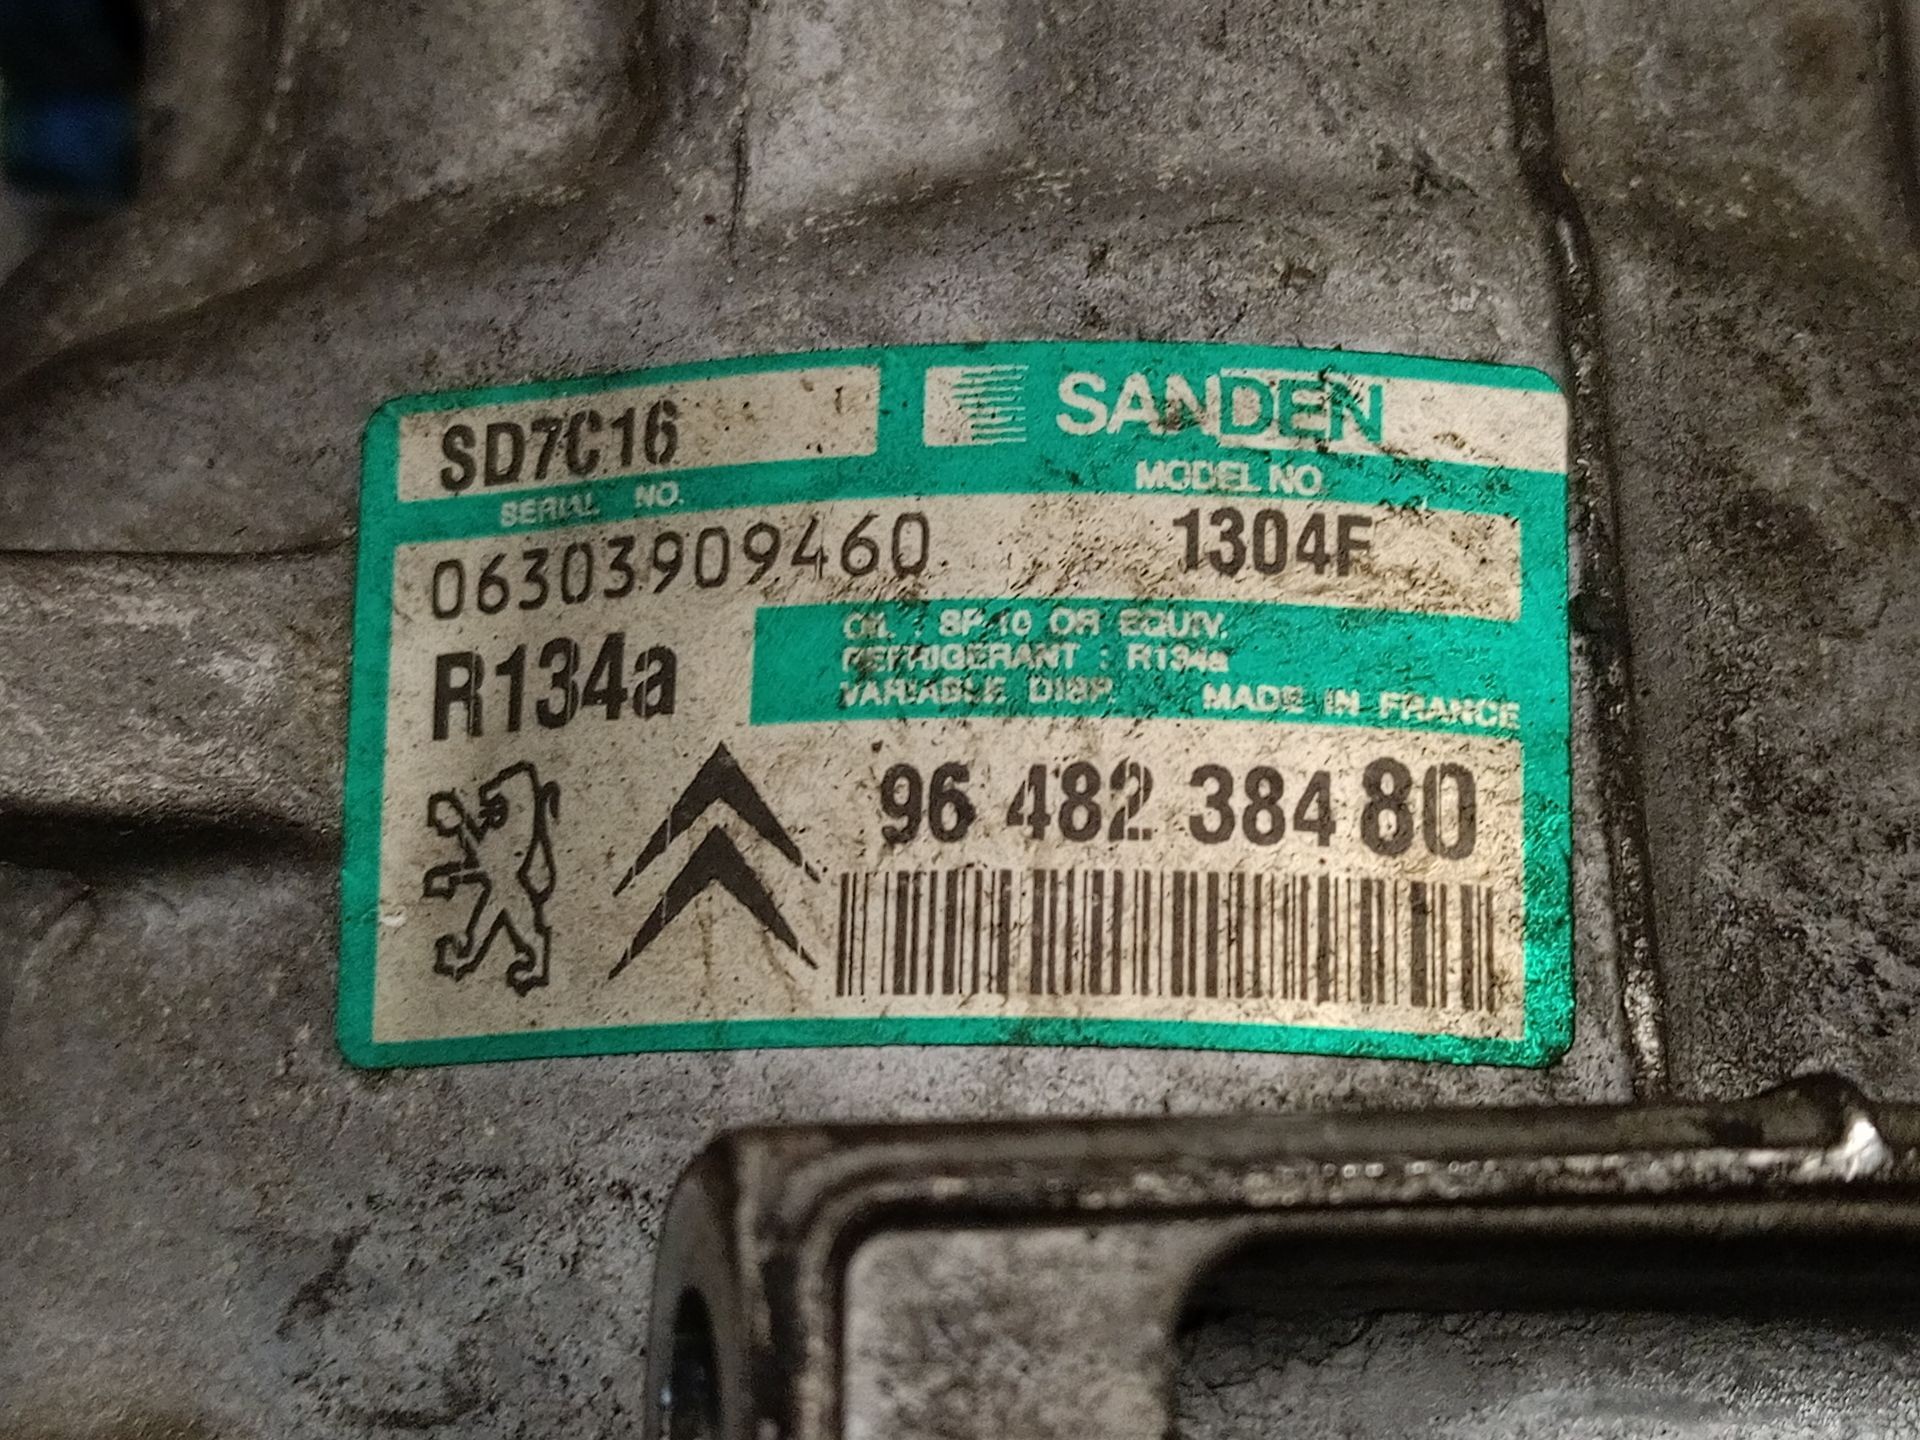 SD7C16
SANDEN
SERIAL NO.
MODEL NO
06303909460
1304F
R134a
OIL : SP-10 OR EQUIV.
REFRIGERANT : R134a
VARIABLE DISP. MADE IN FRANCE
96 482 384 80